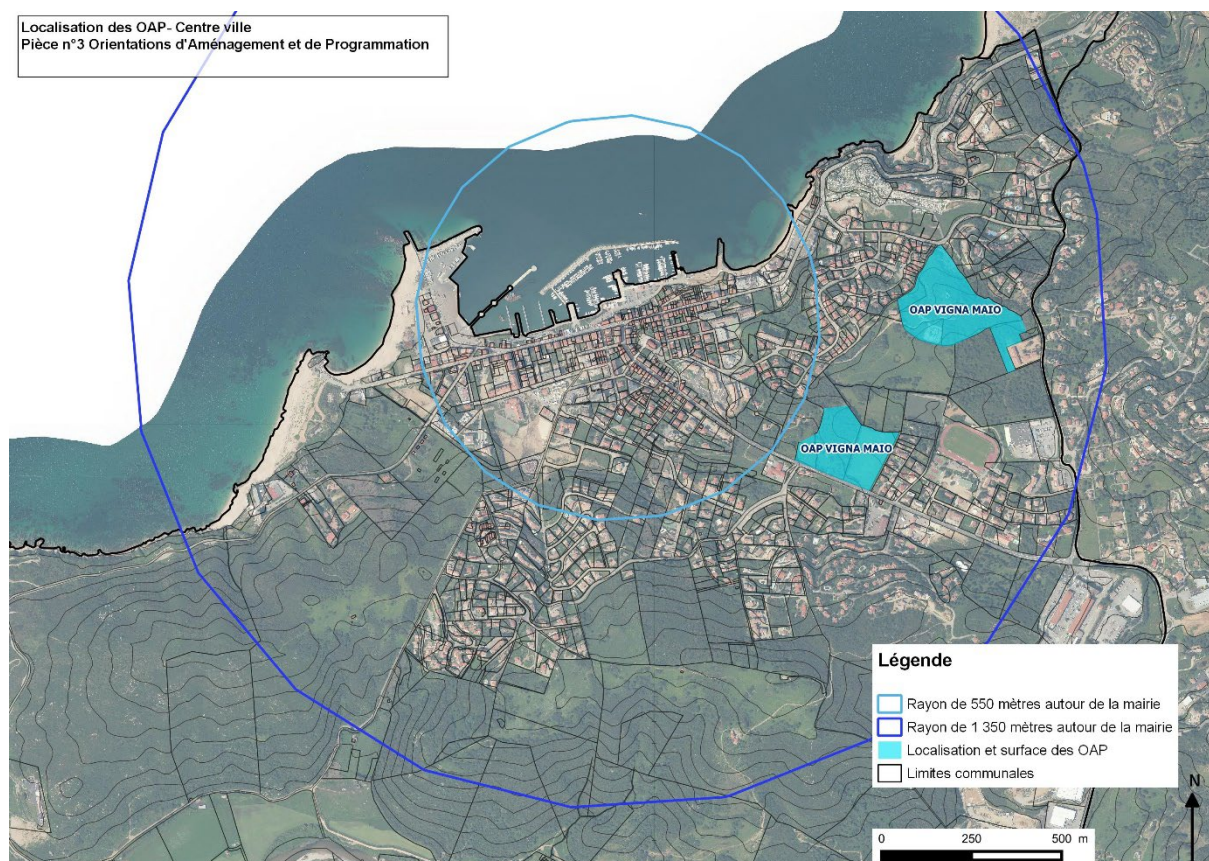 Localisation des OAP- Centre ville
Pièce n°3 Orientations d'Aménagement et de Programmation
OAP VIGNA MAIO
OAP VIGNA MAIO
Légende
Rayon de 550 mètres autour de la mairie
Rayon de 1 350 mètres autour de la mairie
Localisation et surface des OAP
Limites communales
N
0 250 500 m